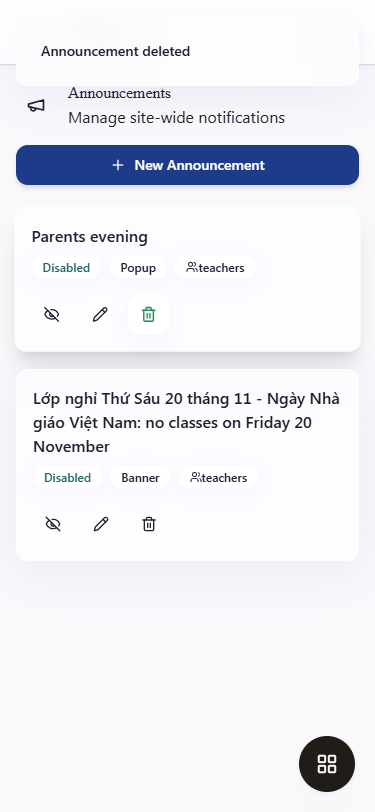 Announcement deleted
Announcements
Manage site-wide notifications
New Announcement
Parents evening
Disabled
Popup
teachers
Lớp nghỉ Thứ Sáu 20 tháng 11 - Ngày Nhà
giáo Việt Nam: no classes on Friday 20
November
Disabled
Banner
teachers